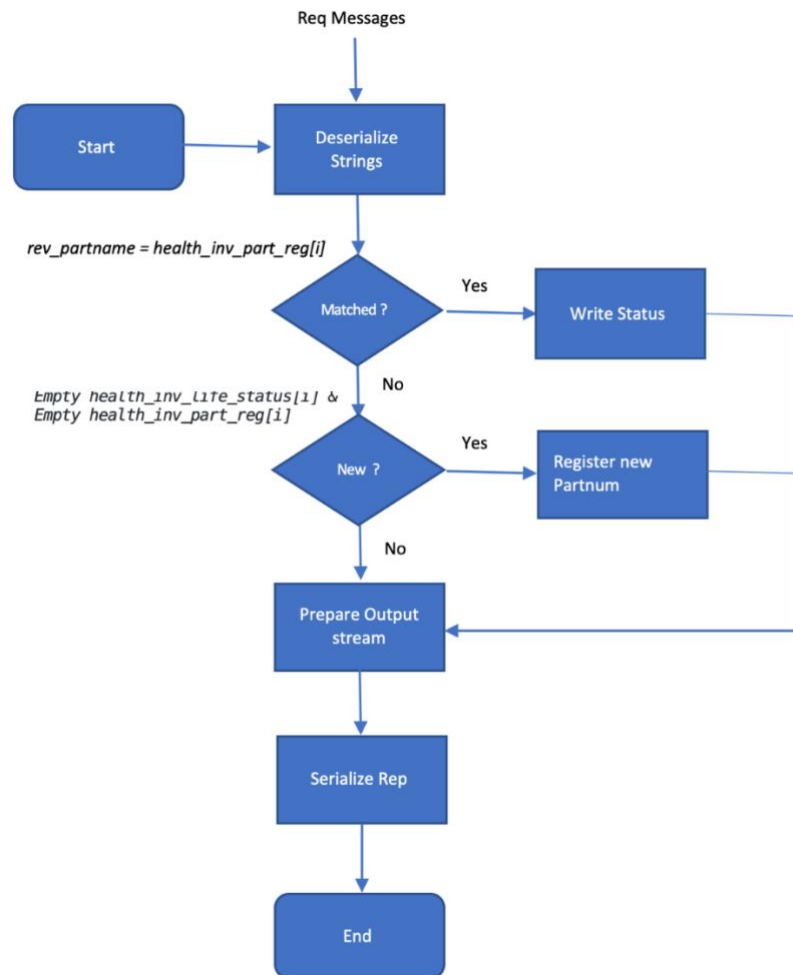 Req Messages
Start
Deserialize
Strings
rev_partname = health_inv_part_reg[i]
Matched ?
Yes
Write Status
No
Empty health_inv_life_status[i] &
Empty health_inv_part_reg[i]
New ?
Yes
Register new
Partnum
No
Prepare Output
stream
Serialize Rep
End